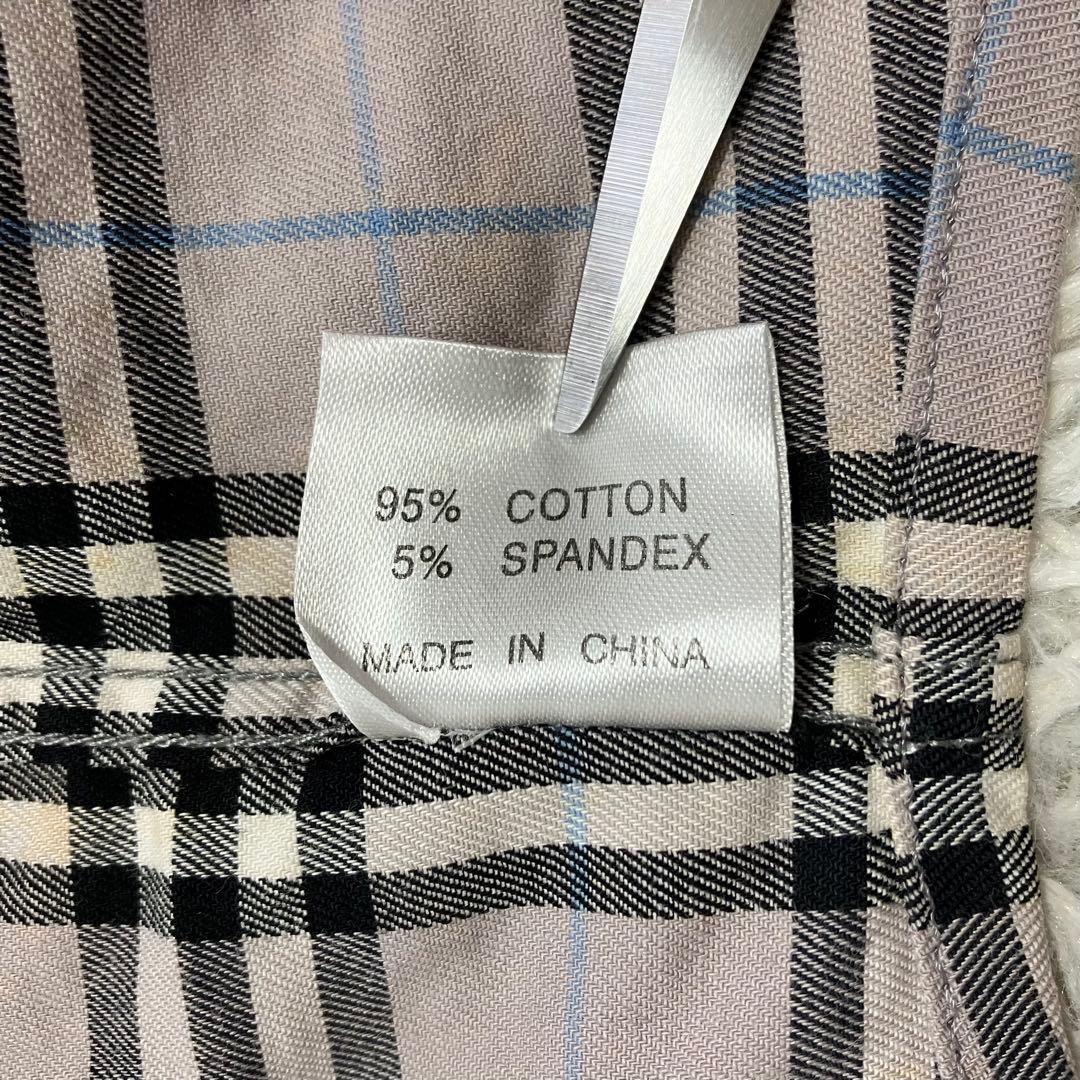 95% COTTON
5% SPANDEX
MADE IN CHINA